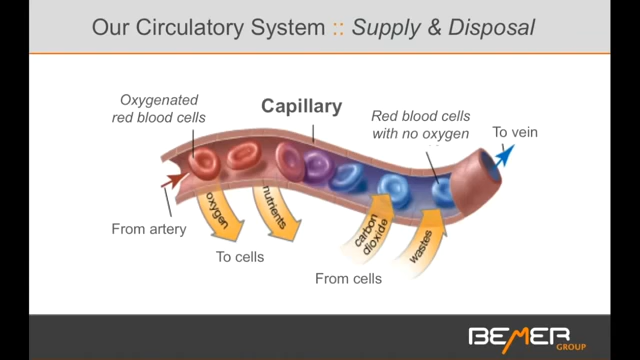 Our Circulatory System :: Supply & Disposal
Oxygenated
red blood cells
Capillary
Red blood cells
with no oxygen
To vein
oxygen
nutrients
carbon
dioxide
wastes
From artery
To cells
From cells
BEMER
GROUP